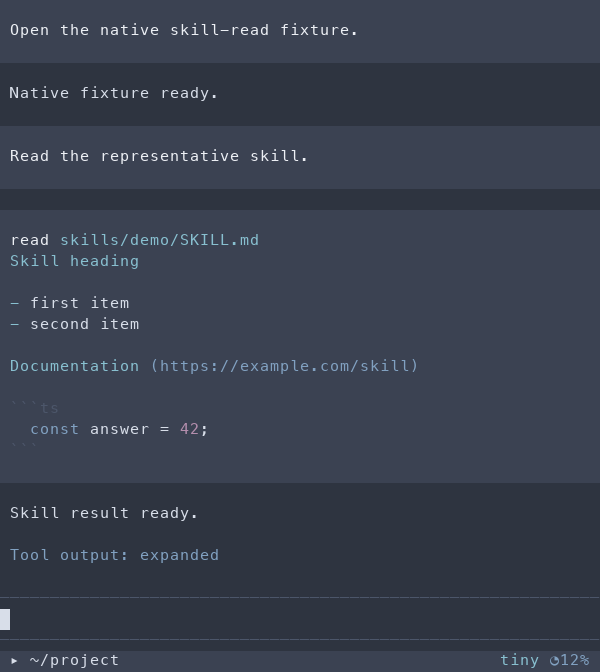 Open the native skill-read fixture.
Native fixture ready.
Read the representative skill.
read skills/demo/SKILL.md
Skill heading
- first item
- second item
Documentation (https://example.com/skill)
```ts
  const answer = 42;
```
Skill result ready.
Tool output: expanded
▸ ~/project tiny ◔12%